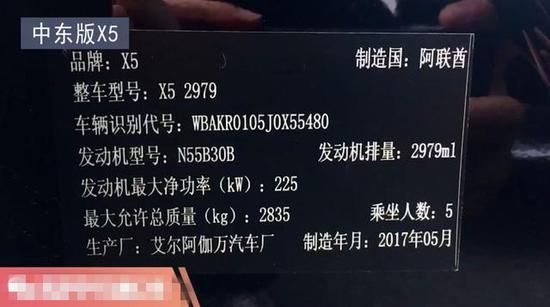 中东版X5
品牌：X5 制造国：阿联酋
整车型号：X5 2979
车辆识别代号：WBAKR0105J0X55480
发动机型号：N55B30B 发动机排量：2979ml
发动机最大净功率（kW）：225
最大允许总质量（kg）：2835 乘坐人数：5
生产厂：艾尔阿伽万汽车厂 制造年月：2017年05月